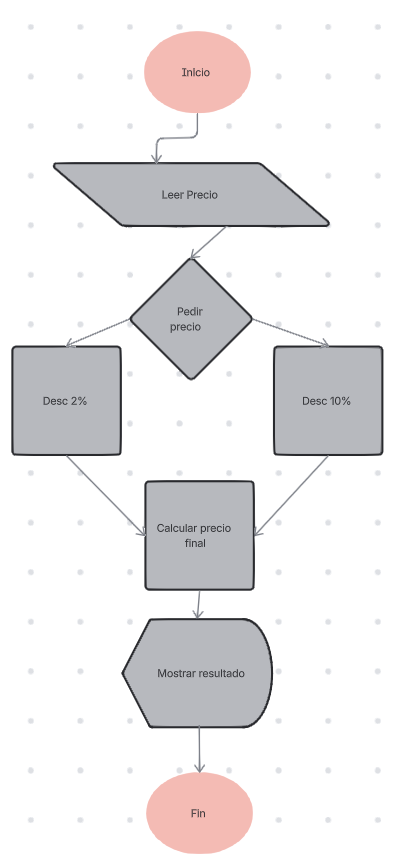 Inicio
Leer Precio
Pedir
precio
Desc 2%
Desc 10%
Calcular precio
final
Mostrar resultado
Fin